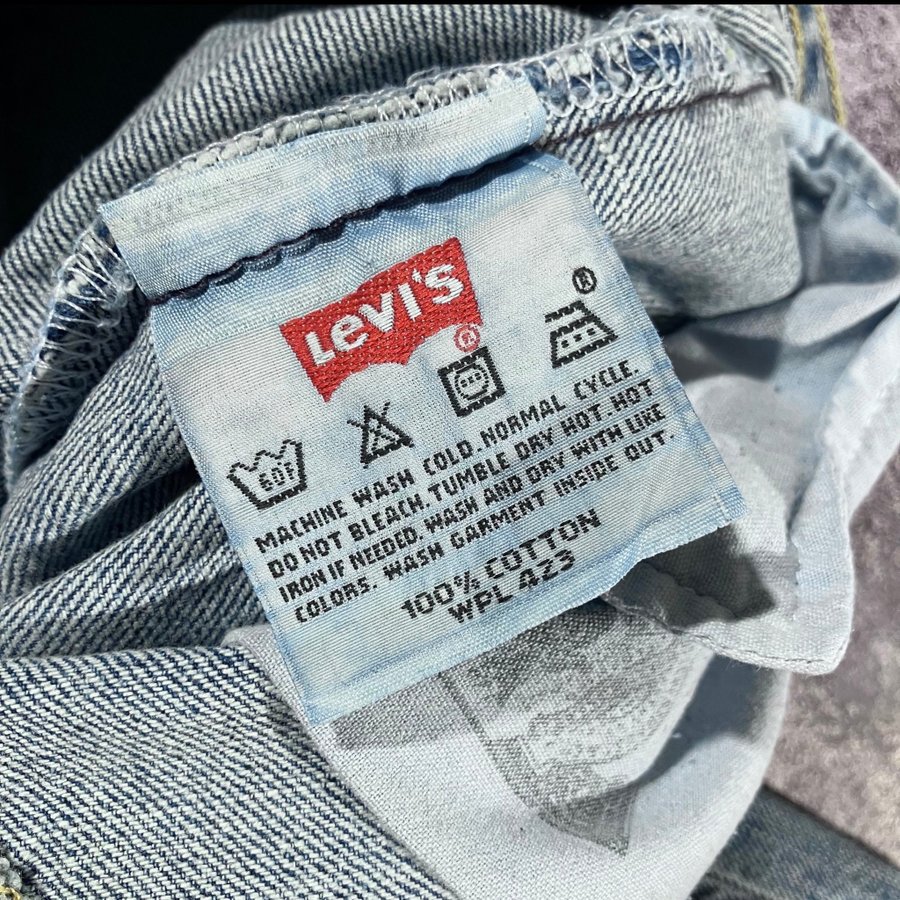 Levi's
®
®
60F
MACHINE WASH COLD. NORMAL CYCLE.
DO NOT BLEACH. TUMBLE DRY HOT. HOT
IRON IF NEEDED. WASH AND DRY WITH LIKE
COLORS. WASH GARMENT INSIDE OUT.
100% COTTON
WPL 423